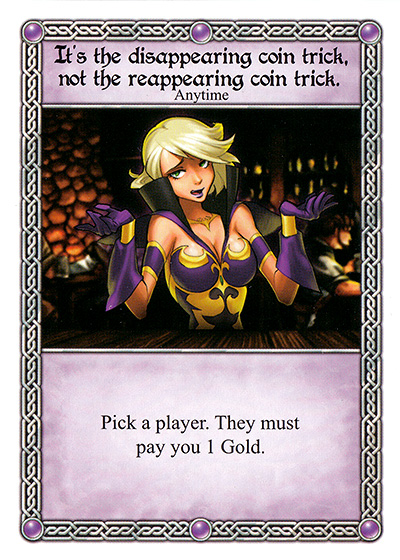 It's the disappearing coin trick,
not the reappearing coin trick.
Anytime
Pick a player. They must
pay you 1 Gold.